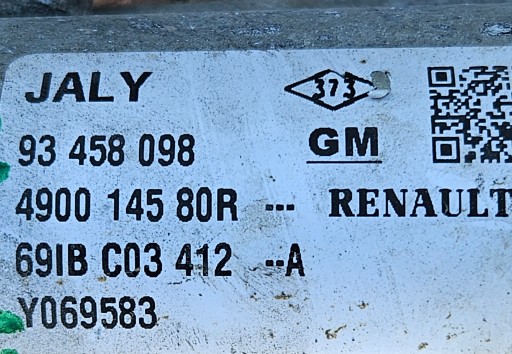 JALY 373
93 458 098 GM
4900 145 80R --- RENAULT
69IB C03 412 --A
Y069583